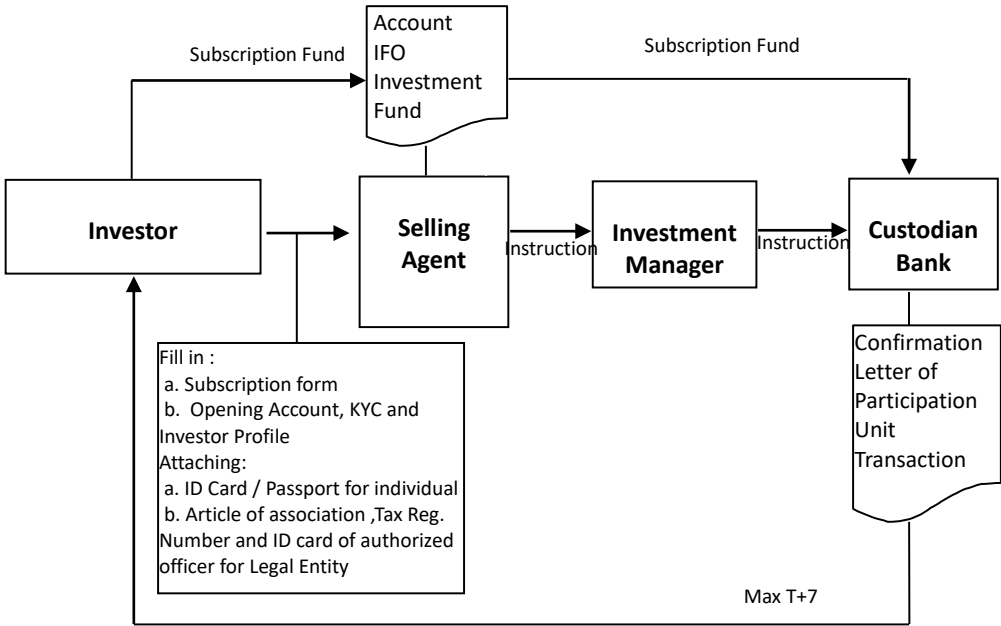 Subscription Fund
Account
IFO
Investment
Fund
Subscription Fund
Investor
Selling
Agent
Instruction
Investment
Manager
Instruction
Custodian
Bank
Fill in :
a. Subscription form
b.  Opening Account, KYC and
Investor Profile
Attaching:
a. ID Card / Passport for individual
b. Article of association ,Tax Reg.
Number and ID card of authorized
officer for Legal Entity
Confirmation
Letter of
Participation
Unit
Transaction
Max T+7